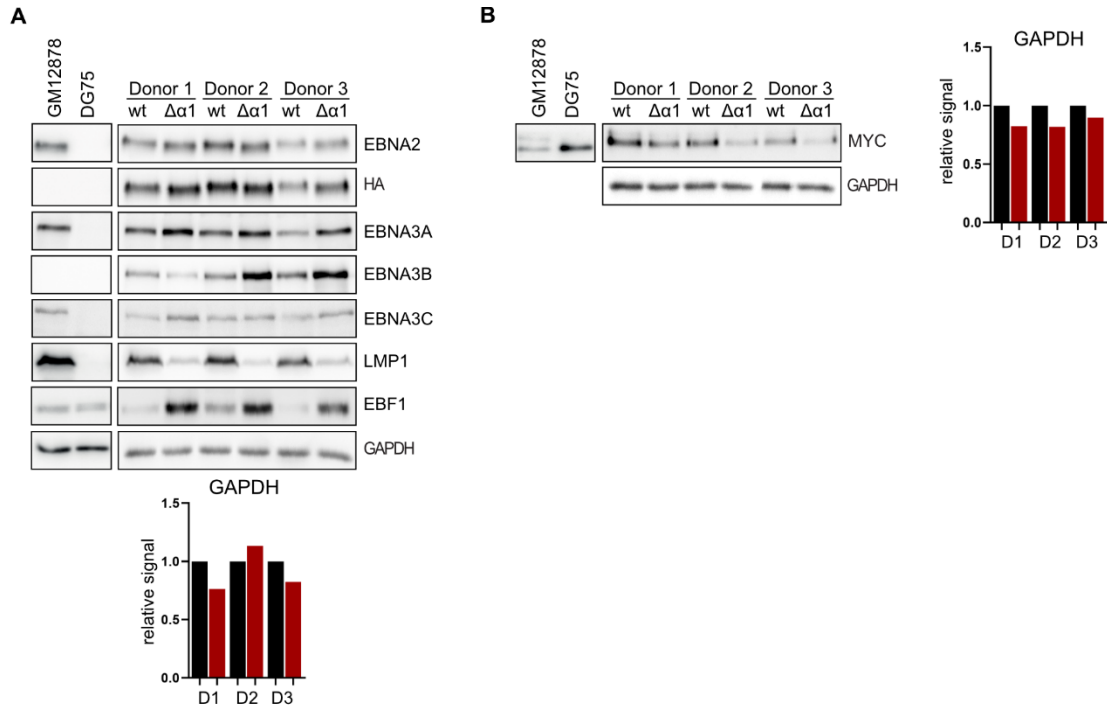 A
GM12878
DG75
Donor 1 Donor 2 Donor 3
wt Δα1 wt Δα1 wt Δα1
EBNA2
HA
EBNA3A
EBNA3B
EBNA3C
LMP1
EBF1
GAPDH
GAPDH
relative signal
1.5
1.0
0.5
0.0
D1 D2 D3
B
GM12878
DG75
Donor 1 Donor 2 Donor 3
wt Δα1 wt Δα1 wt Δα1
MYC
GAPDH
GAPDH
relative signal
1.5
1.0
0.5
0.0
D1 D2 D3